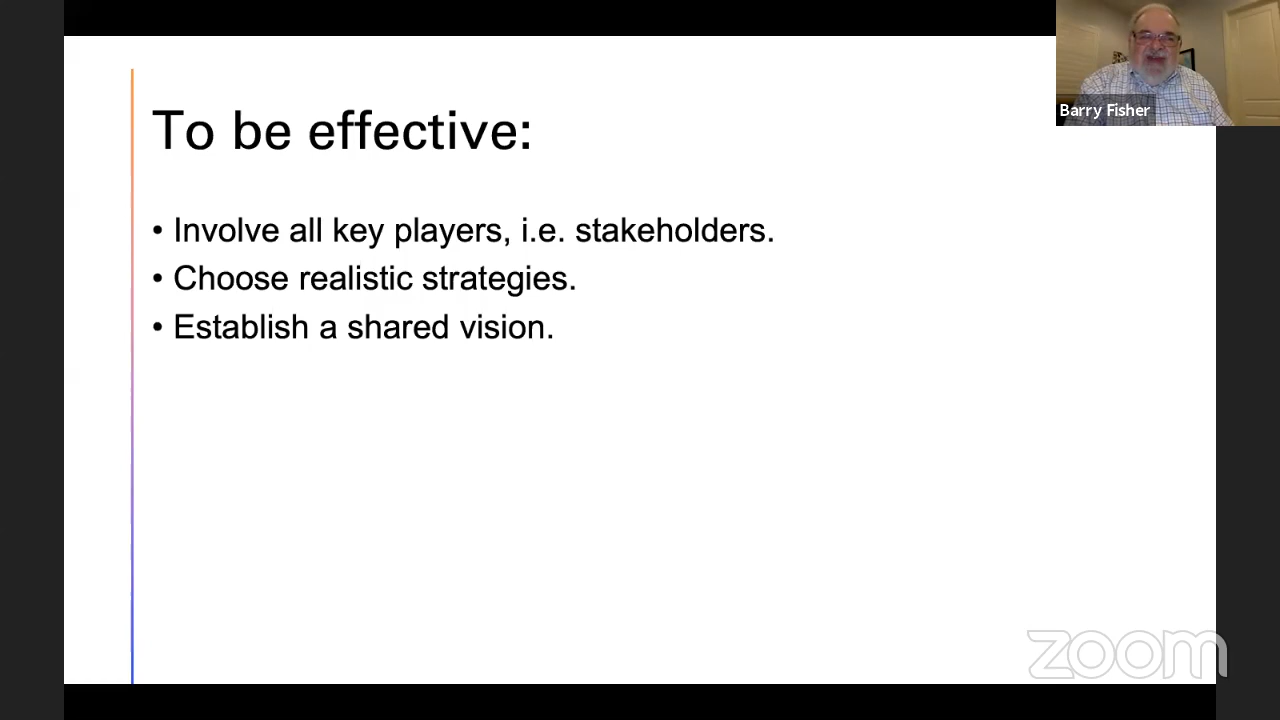 Barry Fisher
To be effective:
• Involve all key players, i.e. stakeholders.
• Choose realistic strategies.
• Establish a shared vision.
zoom